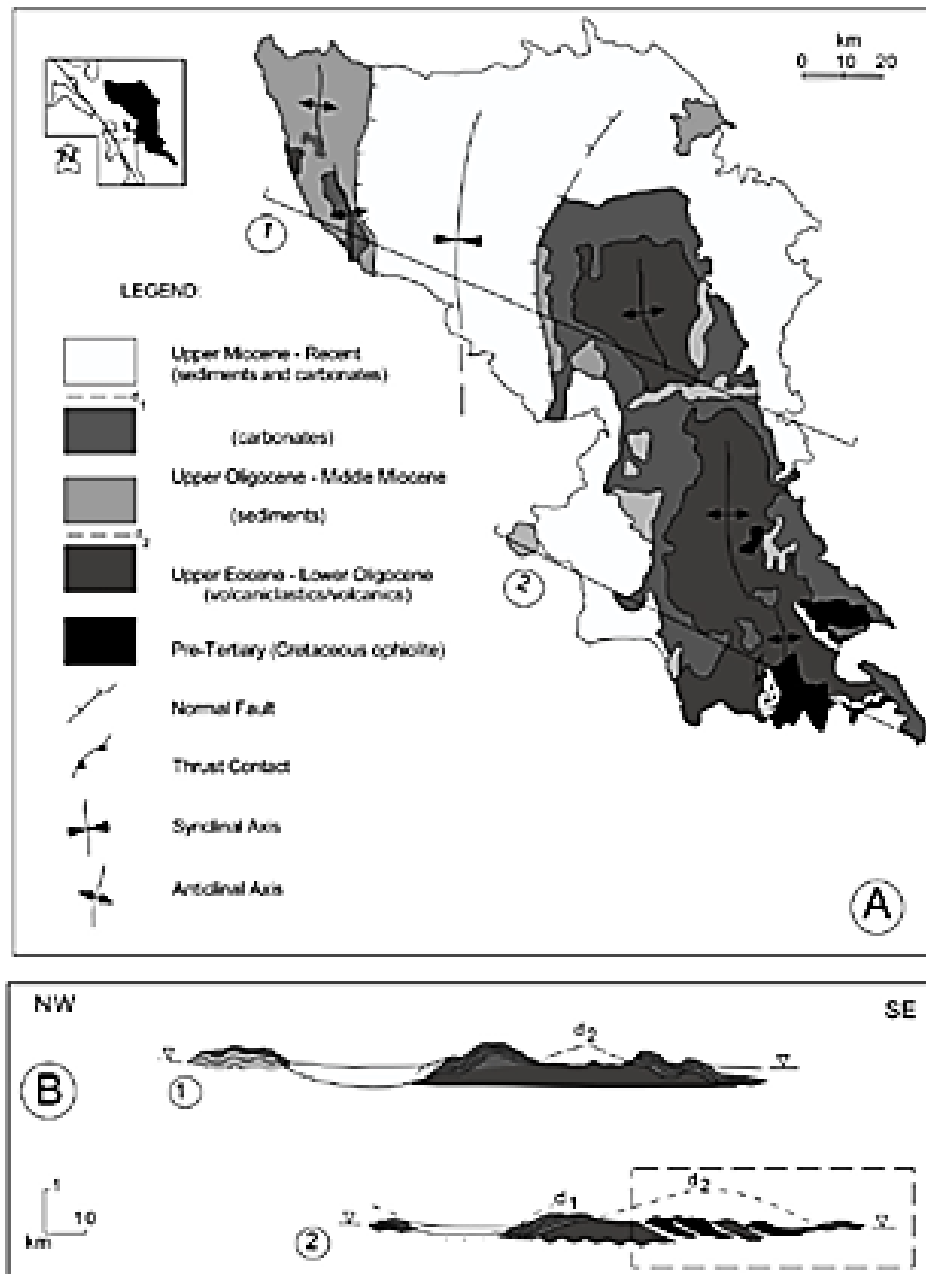 A
km
0 10 20
1
LEGEND:
Upper Miocene - Recent
(sediments and carbonates)
(carbonates)
Upper Oligocene - Middle Miocene
(sediments)
2
Upper Eocene - Lower Oligocene
(volcaniclastics/volcanics)
2
Pre-Tertiary (Cretaceous ophiolite)
Normal Fault
Thrust Contact
Synclinal Axis
Anticlinal Axis
A
NW
SE
d2
B
1
1
10
km
d1
d2
2